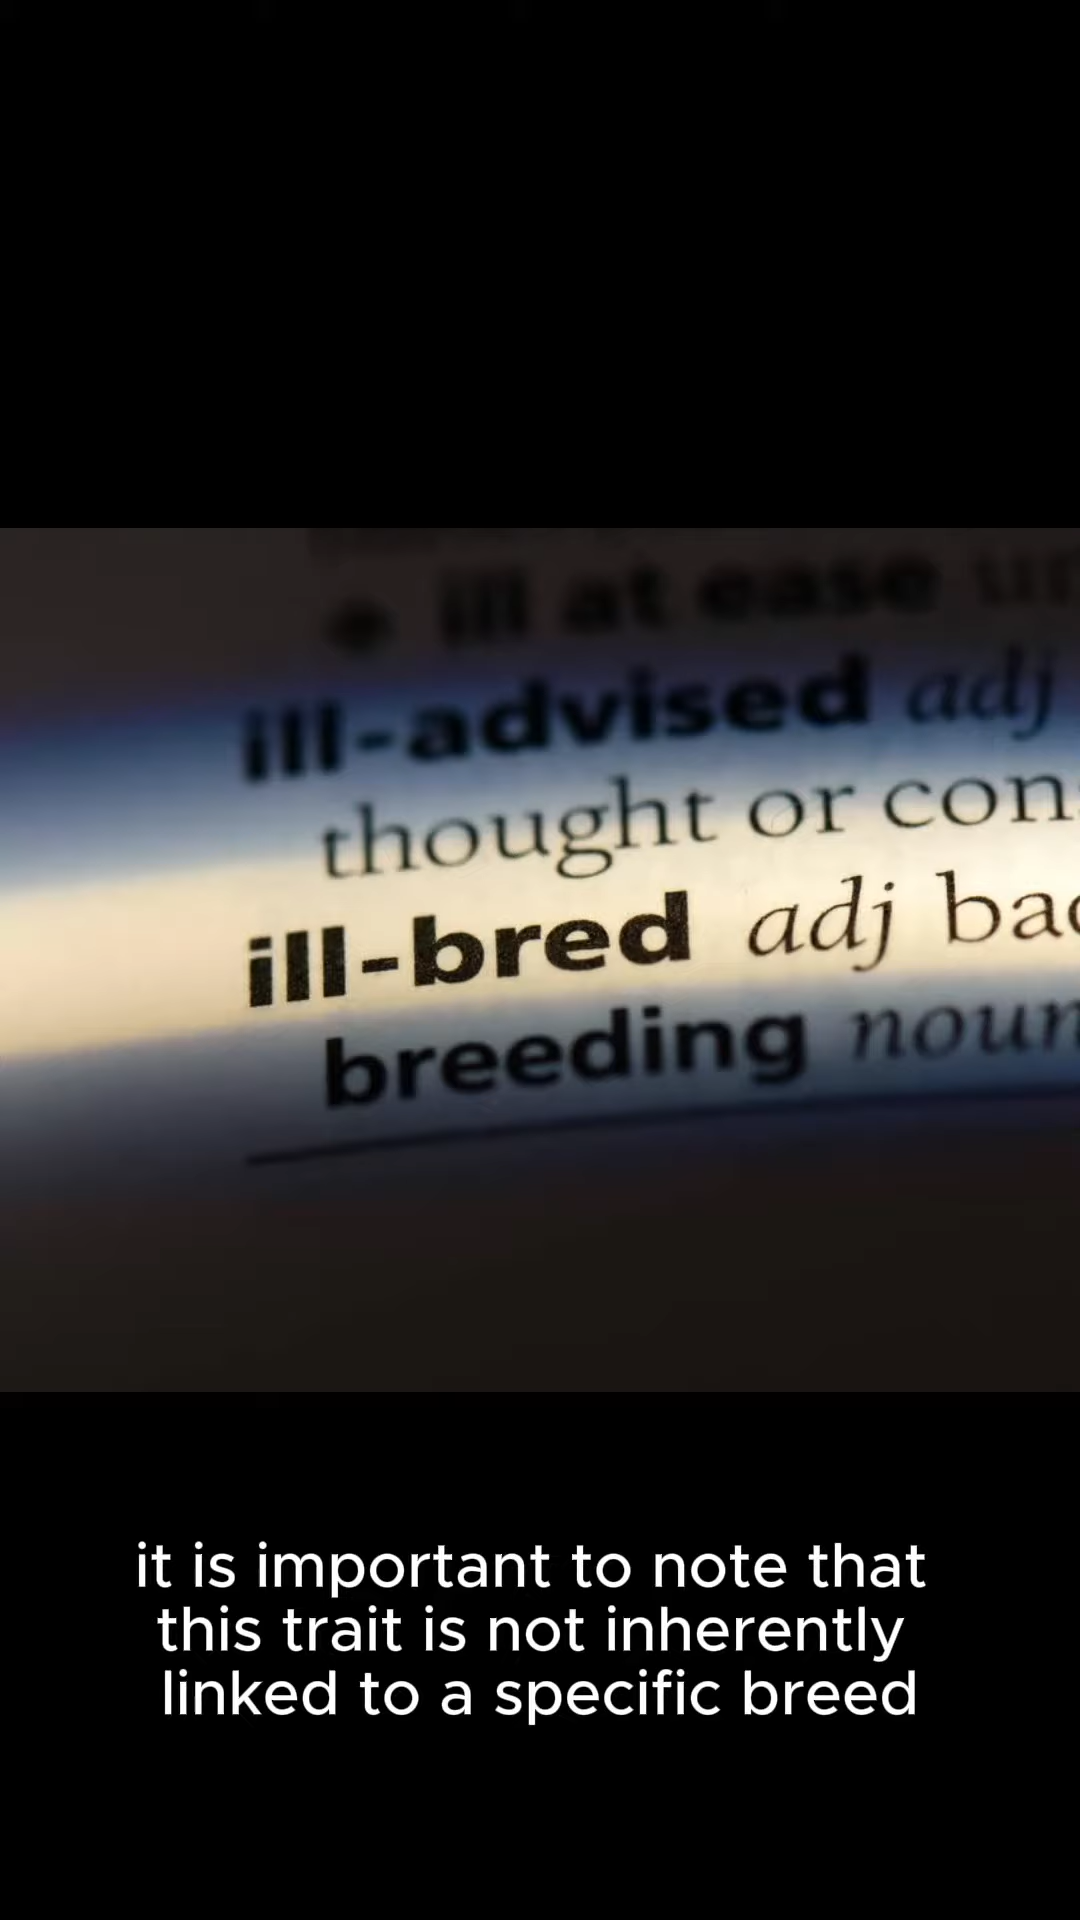 ill at ease
ill-advised adj
thought or con
ill-bred adj bad
breeding noun
it is important to note that
this trait is not inherently
linked to a specific breed